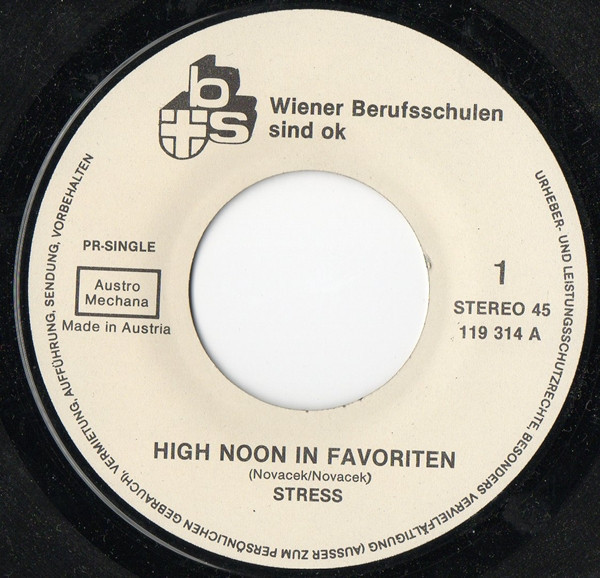 bs
Wiener Berufsschulen
sind ok
PR-SINGLE
Austro
Mechana
Made in Austria
1
STEREO 45
119 314 A
HIGH NOON IN FAVORITEN
(Novacek/Novacek)
STRESS
URHEBER- UND LEISTUNGSSCHUTZRECHTE, BESONDERS VERVIELFÄLTIGUNG (AUSSER ZUM PERSÖNLICHEN GEBRAUCH), VERMIETUNG, AUFFÜHRUNG, SENDUNG, VORBEHALTEN